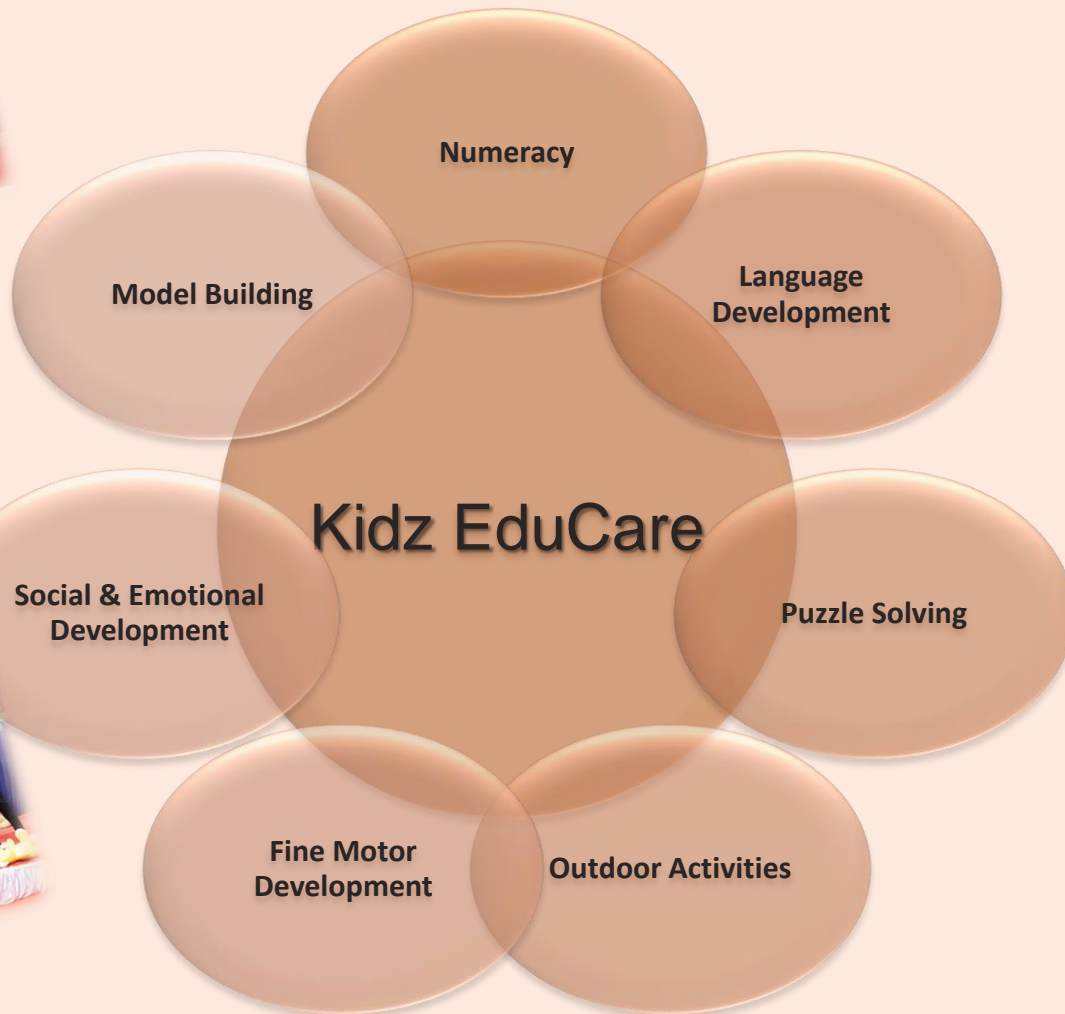 Numeracy
Language
Development
Model Building
Kidz EduCare
Social & Emotional
Development
Puzzle Solving
Fine Motor
Development
Outdoor Activities